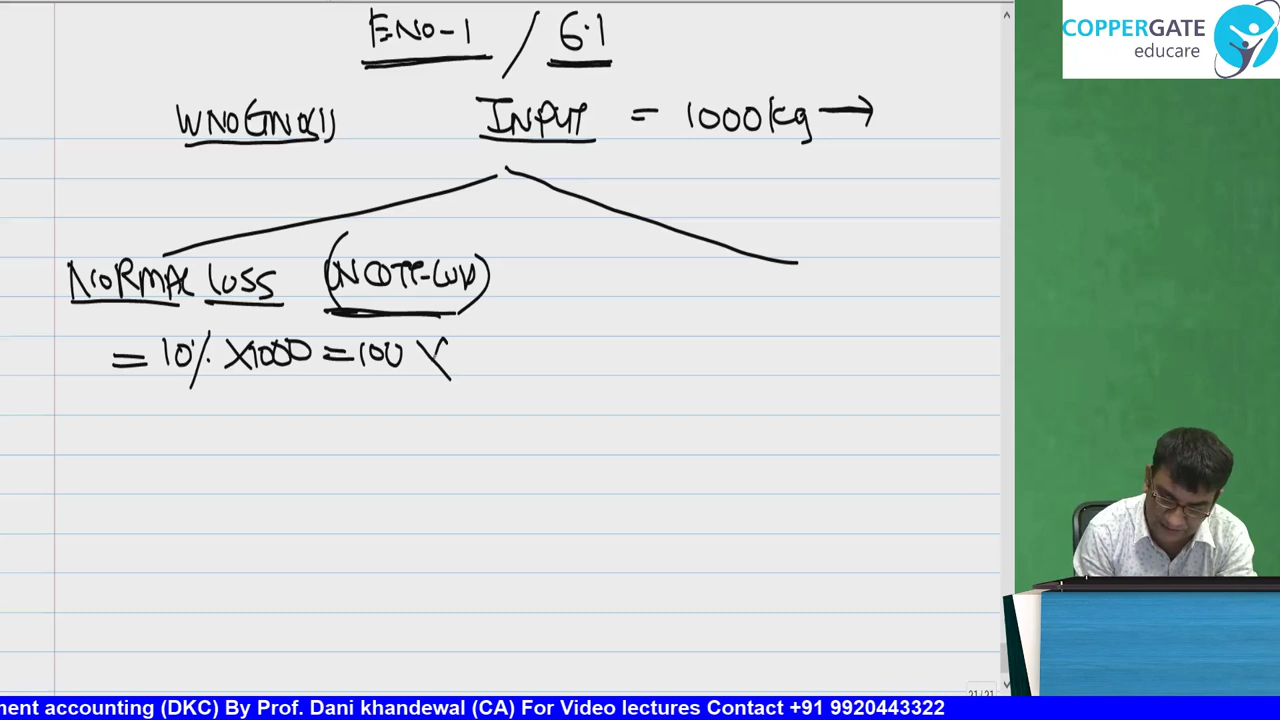 ENO-1 / 6.1
COPPERGATE
educare
INPUT = 1000kg →
NORMAL LOSS
= 10% X1000 = 100
ment accounting (DKC) By Prof. Dani khandewal (CA) For Video lectures Contact +91 9920443322